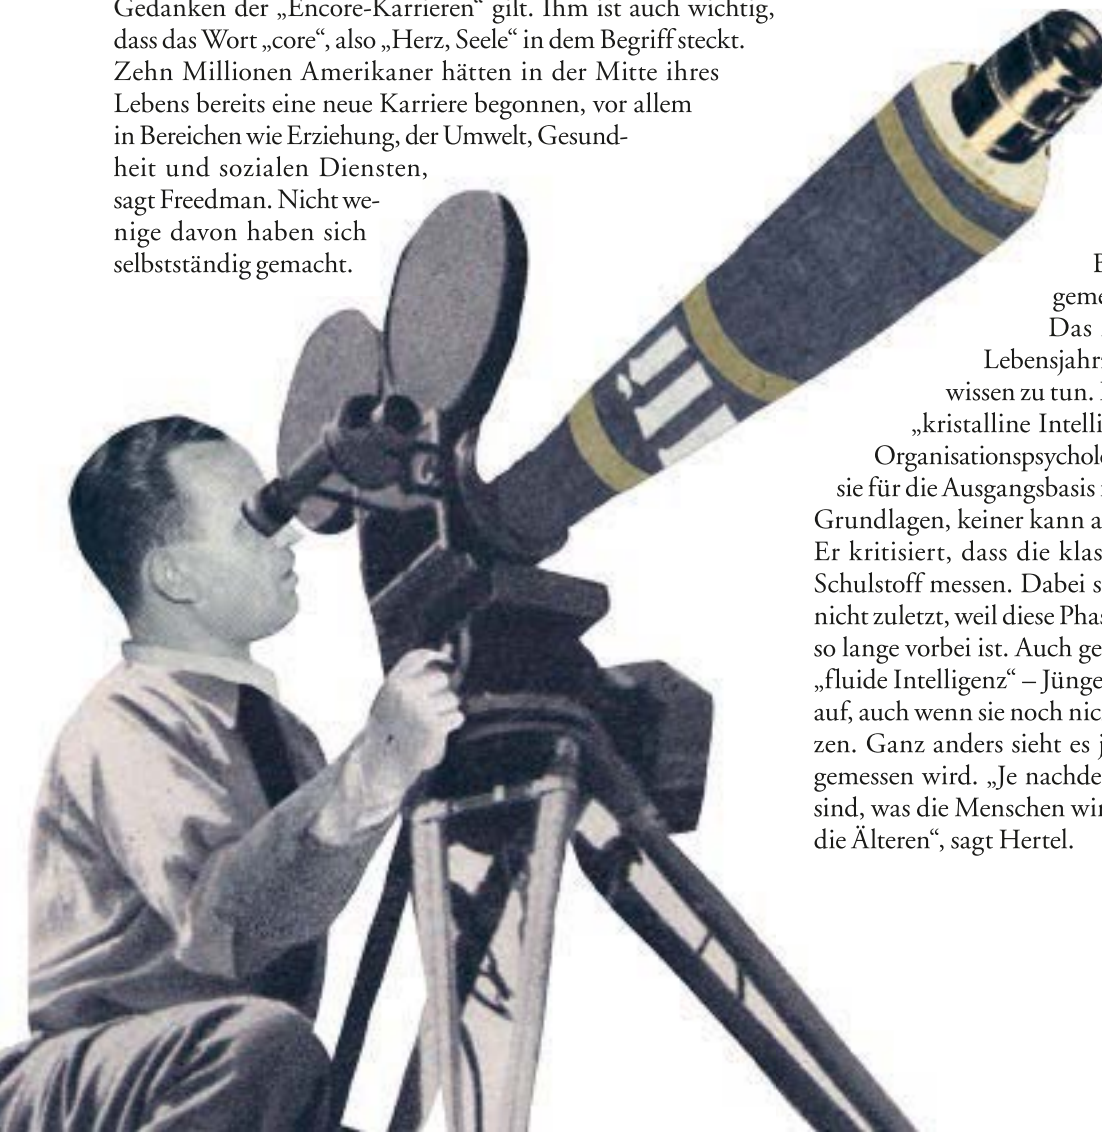 Gedanken der „Encore-Karrieren“ gilt. Ihm ist auch wichtig,
dass das Wort „core“, also „Herz, Seele“ in dem Begriff steckt.
Zehn Millionen Amerikaner hätten in der Mitte ihres
Lebens bereits eine neue Karriere begonnen, vor allem
in Bereichen wie Erziehung, der Umwelt, Gesund-
heit und sozialen Diensten,
sagt Freedman. Nicht we-
nige davon haben sich
selbstständig gemacht.
geme
Das
Lebensjahr
wissen zu tun.
„kristalline Intelli
Organisationspsychol
sie für die Ausgangsbasis
Grundlagen, keiner kann a
Er kritisiert, dass die klas
Schulstoff messen. Dabei s
nicht zuletzt, weil diese Phas
so lange vorbei ist. Auch ge
„fluide Intelligenz“ – Jünge
auf, auch wenn sie noch nic
zen. Ganz anders sieht es j
gemessen wird. „Je nachde
sind, was die Menschen wir
die Älteren“, sagt Hertel.